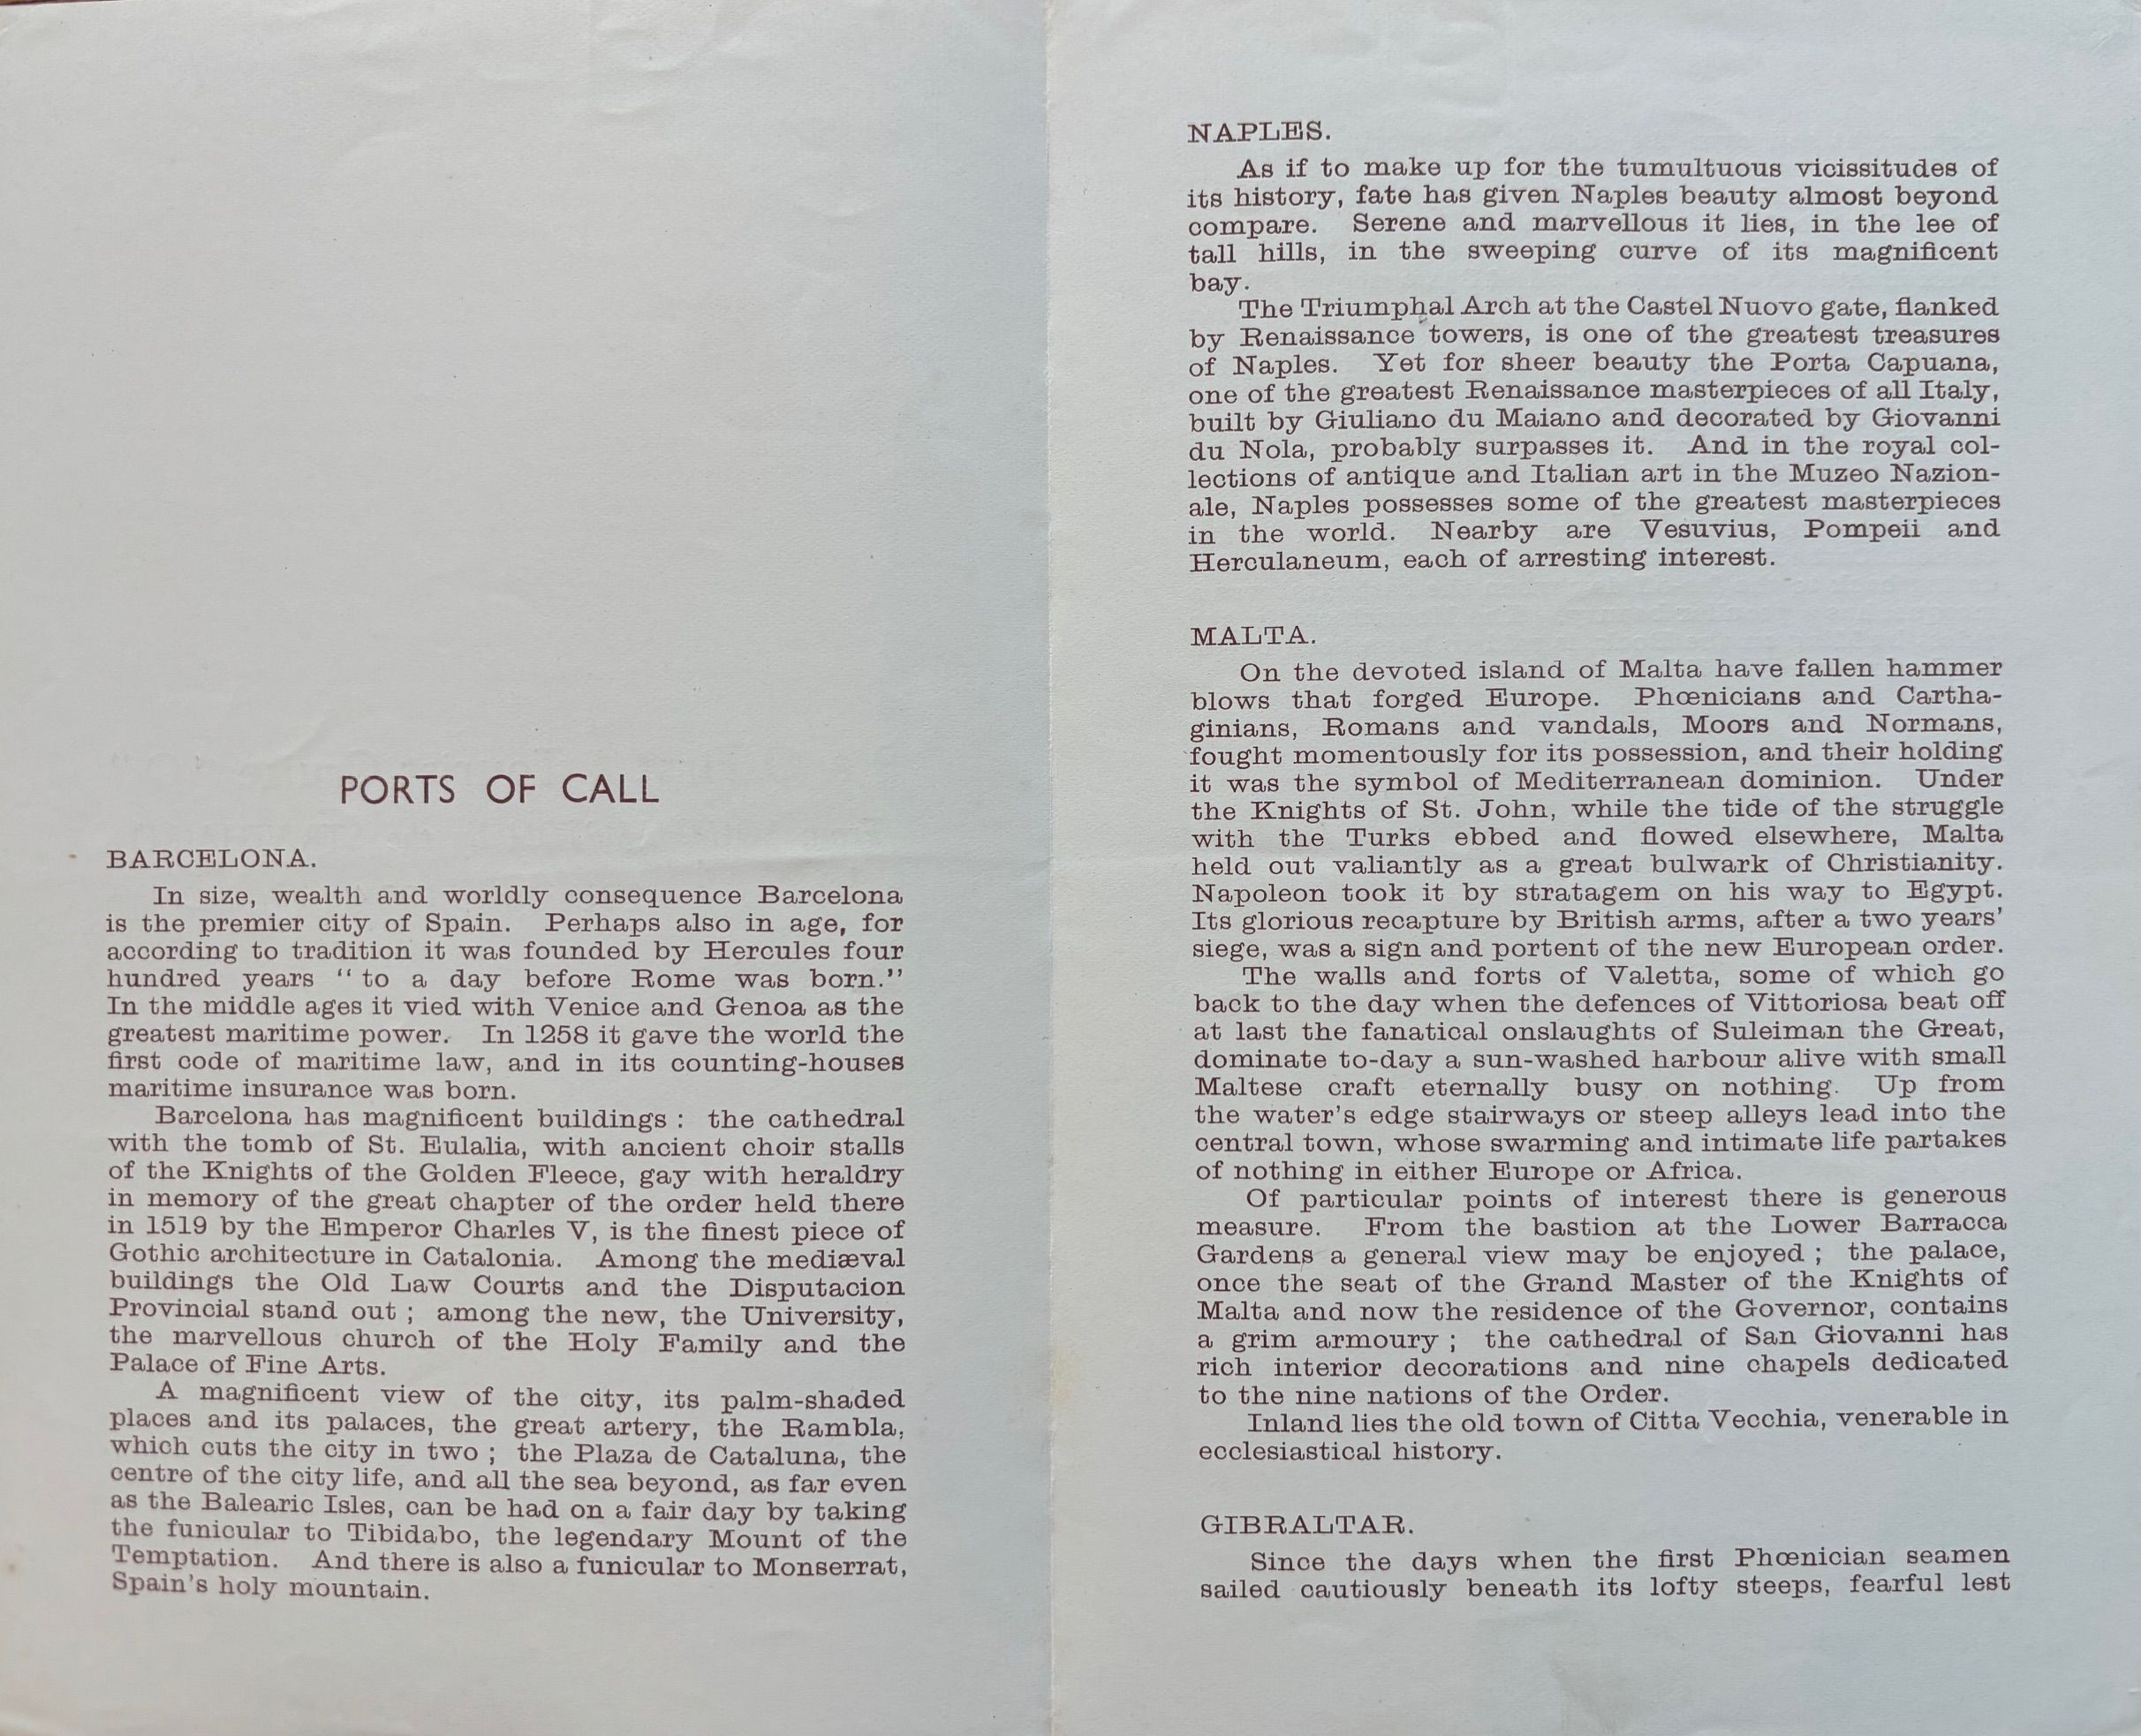 PORTS OF CALL
BARCELONA.
In size, wealth and worldly consequence Barcelona
is the premier city of Spain. Perhaps also in age, for
according to tradition it was founded by Hercules four
hundred years “to a day before Rome was born.”
In the middle ages it vied with Venice and Genoa as the
greatest maritime power. In 1258 it gave the world the
first code of maritime law, and in its counting-houses
maritime insurance was born.
Barcelona has magnificent buildings : the cathedral
with the tomb of St. Eulalia, with ancient choir stalls
of the Knights of the Golden Fleece, gay with heraldry
in memory of the great chapter of the order held there
in 1519 by the Emperor Charles V, is the finest piece of
Gothic architecture in Catalonia. Among the mediæval
buildings the Old Law Courts and the Disputacion
Provincial stand out ; among the new, the University,
the marvellous church of the Holy Family and the
Palace of Fine Arts.
A magnificent view of the city, its palm-shaded
places and its palaces, the great artery, the Rambla,
which cuts the city in two ; the Plaza de Cataluna, the
centre of the city life, and all the sea beyond, as far even
as the Balearic Isles, can be had on a fair day by taking
the funicular to Tibidabo, the legendary Mount of the
Temptation. And there is also a funicular to Monserrat,
Spain's holy mountain.
NAPLES.
As if to make up for the tumultuous vicissitudes of
its history, fate has given Naples beauty almost beyond
compare. Serene and marvellous it lies, in the lee of
tall hills, in the sweeping curve of its magnificent
bay.
The Triumphal Arch at the Castel Nuovo gate, flanked
by Renaissance towers, is one of the greatest treasures
of Naples. Yet for sheer beauty the Porta Capuana,
one of the greatest Renaissance masterpieces of all Italy,
built by Giuliano du Maiano and decorated by Giovanni
du Nola, probably surpasses it. And in the royal col-
lections of antique and Italian art in the Muzeo Nazion-
ale, Naples possesses some of the greatest masterpieces
in the world. Nearby are Vesuvius, Pompeii and
Herculaneum, each of arresting interest.
MALTA.
On the devoted island of Malta have fallen hammer
blows that forged Europe. Phœnicians and Cartha-
ginians, Romans and vandals, Moors and Normans,
fought momentously for its possession, and their holding
it was the symbol of Mediterranean dominion. Under
the Knights of St. John, while the tide of the struggle
with the Turks ebbed and flowed elsewhere, Malta
held out valiantly as a great bulwark of Christianity.
Napoleon took it by stratagem on his way to Egypt.
Its glorious recapture by British arms, after a two years'
siege, was a sign and portent of the new European order.
The walls and forts of Valetta, some of which go
back to the day when the defences of Vittoriosa beat off
at last the fanatical onslaughts of Suleiman the Great,
dominate to-day a sun-washed harbour alive with small
Maltese craft eternally busy on nothing. Up from
the water's edge stairways or steep alleys lead into the
central town, whose swarming and intimate life partakes
of nothing in either Europe or Africa.
Of particular points of interest there is generous
measure. From the bastion at the Lower Barracca
Gardens a general view may be enjoyed ; the palace,
once the seat of the Grand Master of the Knights of
Malta and now the residence of the Governor, contains
a grim armoury ; the cathedral of San Giovanni has
rich interior decorations and nine chapels dedicated
to the nine nations of the Order.
Inland lies the old town of Citta Vecchia, venerable in
ecclesiastical history.
GIBRALTAR.
Since the days when the first Phœnician seamen
sailed cautiously beneath its lofty steeps, fearful lest